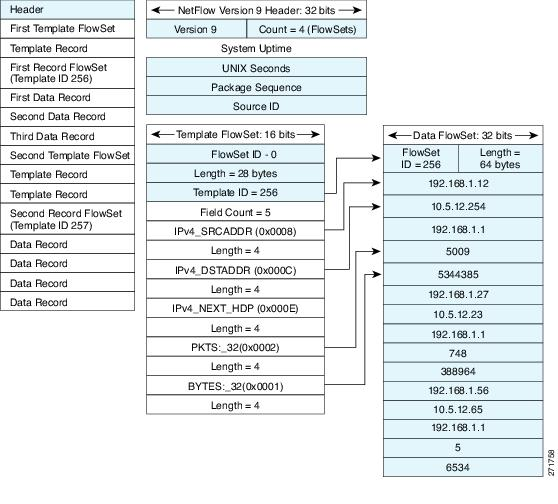 Header
First Template FlowSet
Template Record
First Record FlowSet
(Template ID 256)
First Data Record
Second Data Record
Third Data Record
Second Template FlowSet
Template Record
Template Record
Second Record FlowSet
(Template ID 257)
Data Record
Data Record
Data Record
Data Record
NetFlow Version 9 Header: 32 bits
Version 9
Count = 4 (FlowSets)
System Uptime
UNIX Seconds
Package Sequence
Source ID
Template FlowSet: 16 bits
FlowSet ID - 0
Length = 28 bytes
Template ID = 256
Field Count = 5
IPv4_SRCADDR (0x0008)
Length = 4
IPv4_DSTADDR (0x000C)
Length = 4
IPv4_NEXT_HDP (0x000E)
Length = 4
PKTS:_32(0x0002)
Length = 4
BYTES:_32(0x0001)
Length = 4
Data FlowSet: 32 bits
FlowSet
ID = 256
Length =
64 bytes
192.168.1.12
10.5.12.254
192.168.1.1
5009
5344385
192.168.1.27
10.5.12.23
192.168.1.1
748
388964
192.168.1.56
10.5.12.65
192.168.1.1
5
6534
271758